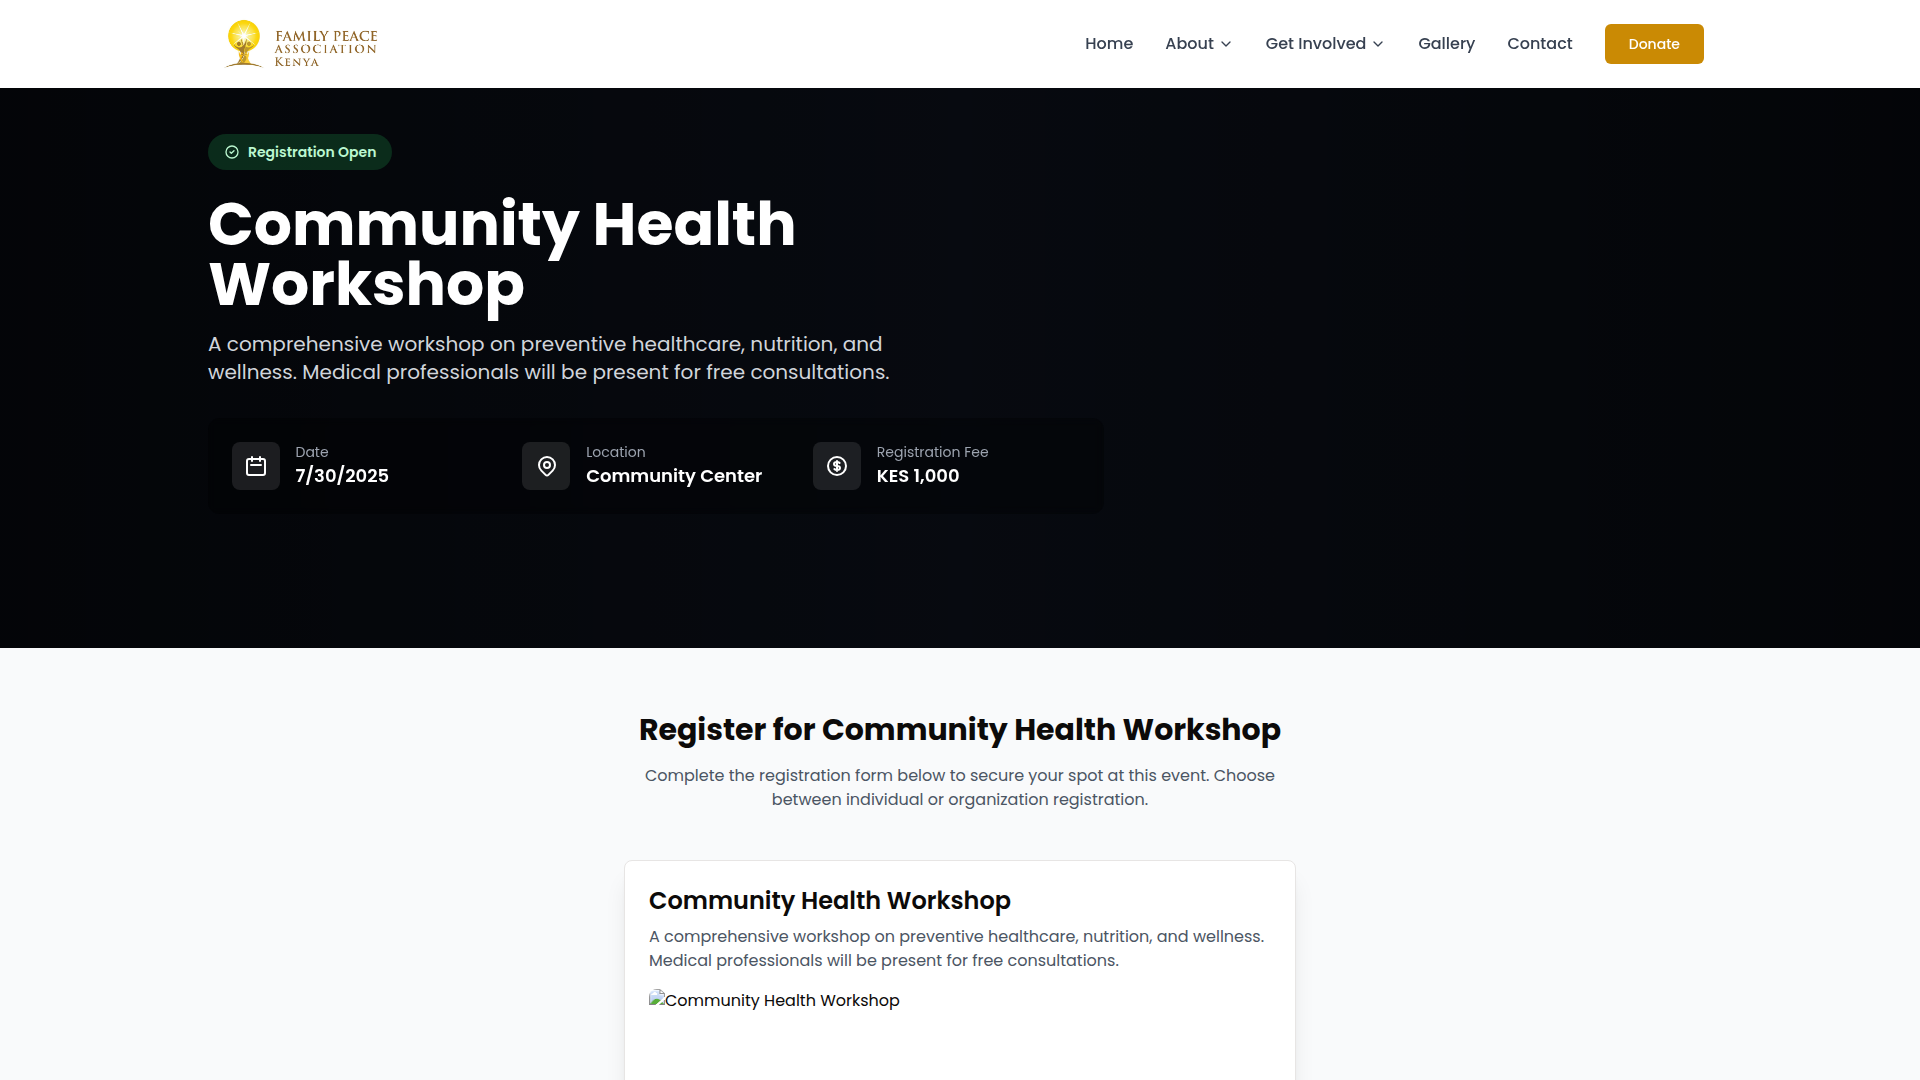 FAMILY PEACE
ASSOCIATION
KENYA
Home
About
Get Involved
Gallery
Contact
Donate
Registration Open
Community Health
Workshop
A comprehensive workshop on preventive healthcare, nutrition, and
wellness. Medical professionals will be present for free consultations.
Date
7/30/2025
Location
Community Center
Registration Fee
KES 1,000
Register for Community Health Workshop
Complete the registration form below to secure your spot at this event. Choose
between individual or organization registration.
Community Health Workshop
A comprehensive workshop on preventive healthcare, nutrition, and wellness.
Medical professionals will be present for free consultations.
Community Health Workshop